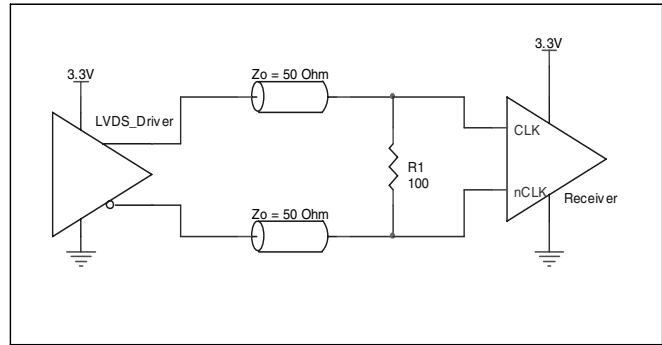 3.3V
Zo = 50 Ohm
3.3V
LVDS_Driver
CLK
R1
100
nCLK
Receiver
Zo = 50 Ohm